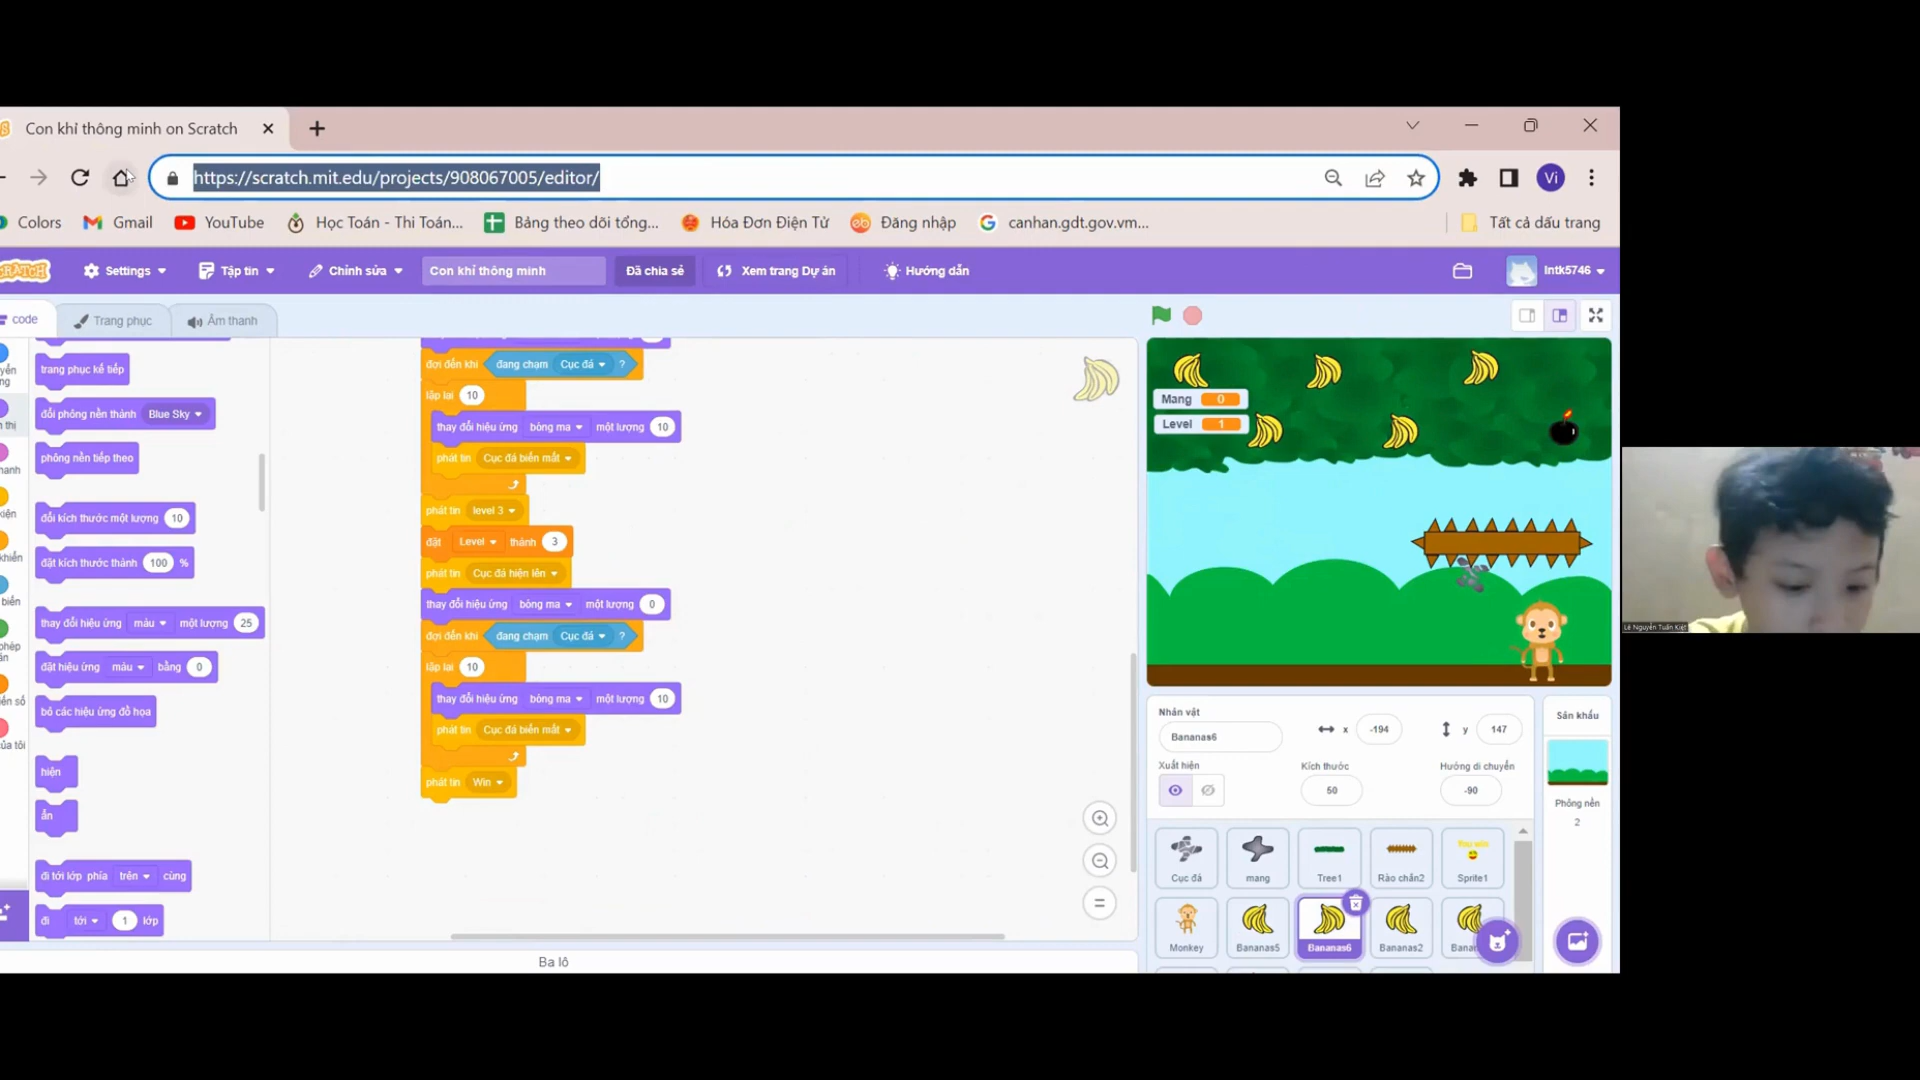 Con khỉ thông minh on Scratch
https://scratch.mit.edu/projects/908067005/editor/
Vi
Colors
Gmail
YouTube
Học Toán - Thi Toán...
Bảng theo dõi tổng...
Hóa Đơn Điện Tử
Đăng nhập
canhan.gdt.gov.vm...
Tất cả dấu trang
Settings
Tập tin
Chỉnh sửa
Con khỉ thông minh
Đã chia sẻ
Xem trang Dự án
Hướng dẫn
lntk5746
code
Trang phục
Âm thanh
trang phục kế tiếp
đổi phông nền thành Blue Sky
phông nền tiếp theo
đổi kích thước một lượng 10
đặt kích thước thành 100 %
thay đổi hiệu ứng màu một lượng 25
đặt hiệu ứng màu bằng 0
bỏ các hiệu ứng đồ họa
hiện
ẩn
đi tới lớp phía trên cùng
đi tới 1 lớp
đợi đến khi đang chạm Cục đá ?
lặp lại 10
thay đổi hiệu ứng bóng ma một lượng 10
phát tin Cục đá biến mất
phát tin level 3
đặt Level thành 3
phát tin Cục đá hiện lên
thay đổi hiệu ứng bóng ma một lượng 0
đợi đến khi đang chạm Cục đá ?
lặp lại 10
thay đổi hiệu ứng bóng ma một lượng 10
phát tin Cục đá biến mất
phát tin Win
Ba lô
Mang 0
Level 1
Nhân vật
Bananas6
x -194
y 147
Xuất hiện
Kích thước
50
Hướng di chuyển
-90
Sân khấu
Phông nền
2
Cục đá
mang
Tree1
Rào chắn2
Sprite1
You win
Monkey
Bananas5
Bananas6
Bananas2
Lê Nguyễn Tuấn Kiệt